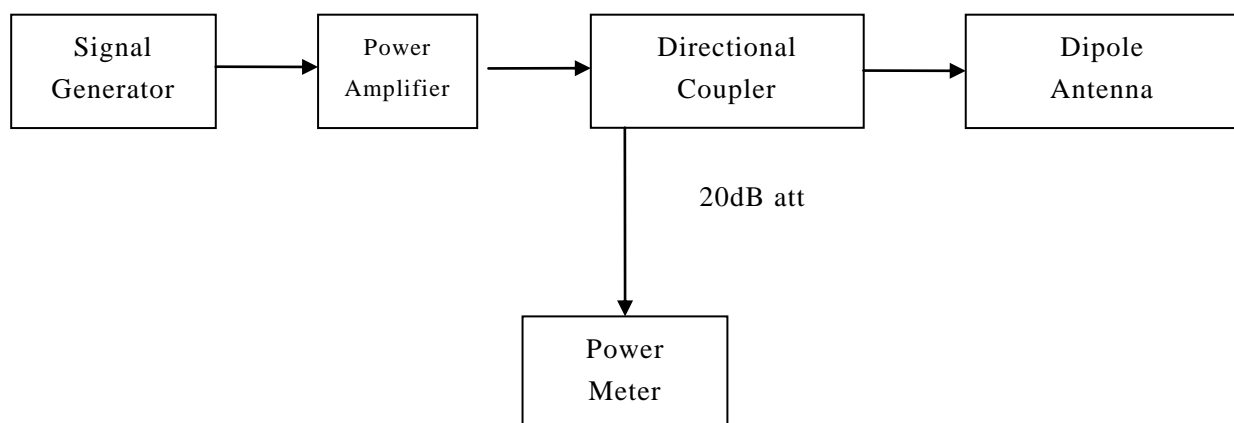 Signal
Generator
Power
Amplifier
Directional
Coupler
Dipole
Antenna
20dB att
Power
Meter